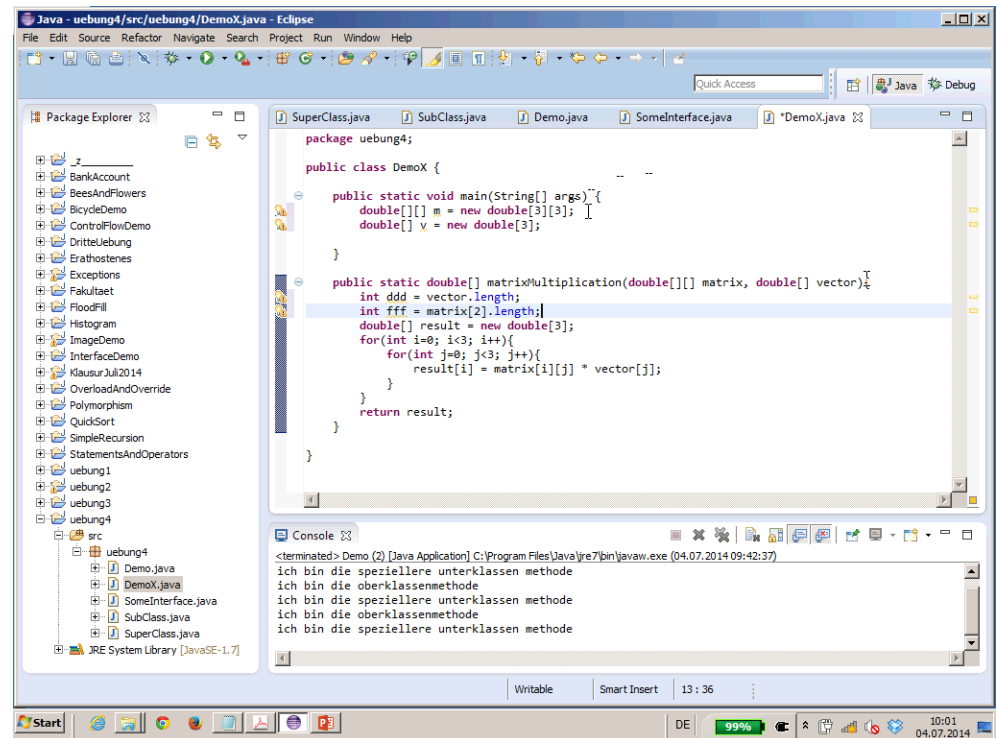 Java - uebung4/src/uebung4/DemoX.java - Eclipse
File Edit Source Refactor Navigate Search Project Run Window Help
Quick Access
Java
Debug
Package Explorer
SuperClass.java
SubClass.java
Demo.java
SomeInterface.java
*DemoX.java
_z_________
BankAccount
BeesAndFlowers
BicycleDemo
ControlFlowDemo
DritteUebung
Erathostenes
Exceptions
Fakultaet
FloodFill
Histogram
ImageDemo
InterfaceDemo
KlausurJuli2014
OverloadAndOverride
Polymorphism
QuickSort
SimpleRecursion
StatementsAndOperators
uebung1
uebung2
uebung3
uebung4
src
uebung4
Demo.java
DemoX.java
SomeInterface.java
SubClass.java
SuperClass.java
JRE System Library [JavaSE-1.7]
package uebung4;
public class DemoX {
public static void main(String[] args) {
double[][] m = new double[3][3];
double[] v = new double[3];
}
public static double[] matrixMultiplication(double[][] matrix, double[] vector){
int ddd = vector.length;
int fff = matrix[2].length;
double[] result = new double[3];
for(int i=0; i<3; i++){
for(int j=0; j<3; j++){
result[i] = matrix[i][j] * vector[j];
}
}
return result;
}
}
Console
<terminated> Demo (2) [Java Application] C:\Program Files\Java\jre7\bin\javaw.exe (04.07.2014 09:42:37)
ich bin die speziellere unterklassen methode
ich bin die oberklassenmethode
ich bin die speziellere unterklassen methode
ich bin die oberklassenmethode
ich bin die speziellere unterklassen methode
Writable
Smart Insert
13 : 36
Start
DE
99%
10:01
04.07.2014